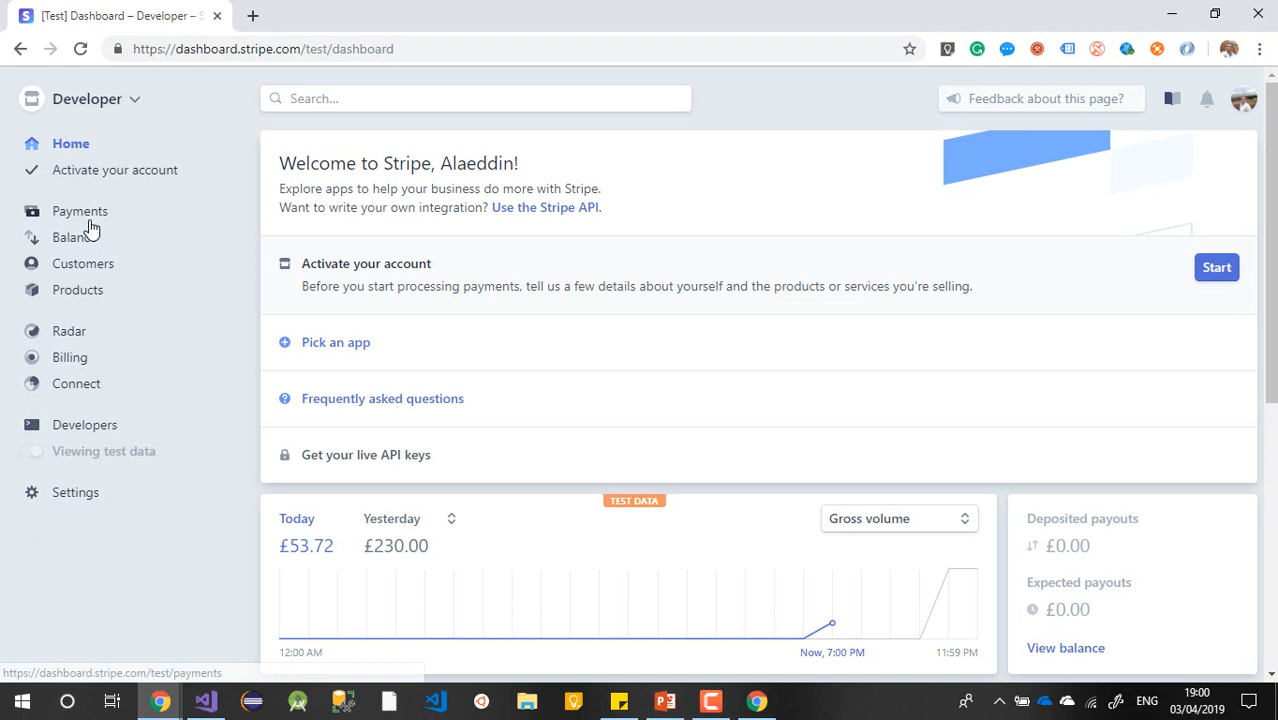 [Test] Dashboard – Developer – S
https://dashboard.stripe.com/test/dashboard
Developer
Search...
Feedback about this page?
Home
Activate your account
Payments
Balan
Customers
Products
Radar
Billing
Connect
Developers
Viewing test data
Settings
Welcome to Stripe, Alaeddin!
Explore apps to help your business do more with Stripe.
Want to write your own integration? Use the Stripe API.
Activate your account
Before you start processing payments, tell us a few details about yourself and the products or services you're selling.
Start
Pick an app
Frequently asked questions
Get your live API keys
TEST DATA
Today
Yesterday
Gross volume
£53.72
£230.00
12:00 AM
Now, 7:00 PM
11:59 PM
Deposited payouts
£0.00
Expected payouts
£0.00
View balance
https://dashboard.stripe.com/test/payments
ENG
19:00
03/04/2019